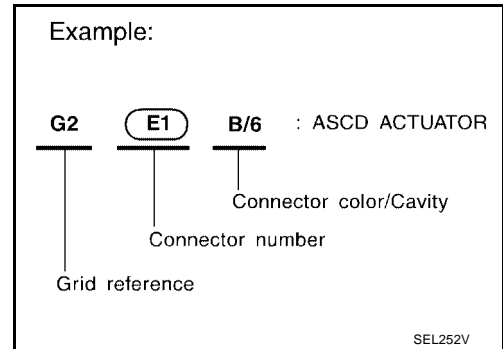 Example:
G2 E1 B/6 : ASCD ACTUATOR
Connector color/Cavity
Connector number
Grid reference
SEL252V